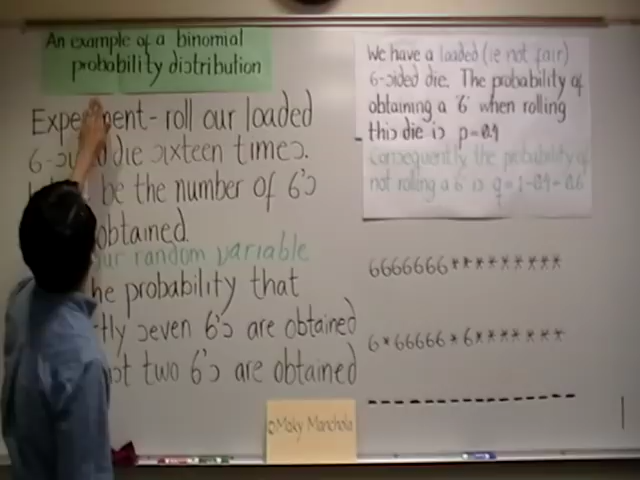 An example of a binomial
probability distribution
Experiment - roll our loaded
6-sided die sixteen times.
be the number of 6's
obtained.
our random variable
the probability that
seven 6's are obtained
two 6's are obtained
We have a loaded (ie not fair)
6-sided die. The probability of
obtaining a '6' when rolling
this die is p=0.4
Consequently the probability of
not rolling a 6 is q=1-0.4=0.6
6666666*********
6*66666*6*******
©Moky Manchola